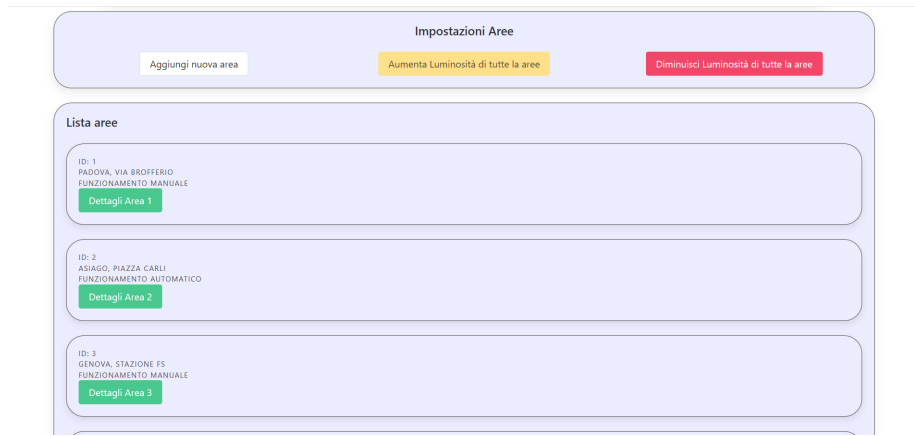 Impostazioni Aree
Aggiungi nuova area
Aumenta Luminosità di tutte la aree
Diminuisci Luminosità di tutte la aree
Lista aree
ID: 1
PADOVA, VIA BROFFERIO
FUNZIONAMENTO MANUALE
Dettagli Area 1
ID: 2
ASIAGO, PIAZZA CARLI
FUNZIONAMENTO AUTOMATICO
Dettagli Area 2
ID: 3
GENOVA, STAZIONE FS
FUNZIONAMENTO MANUALE
Dettagli Area 3